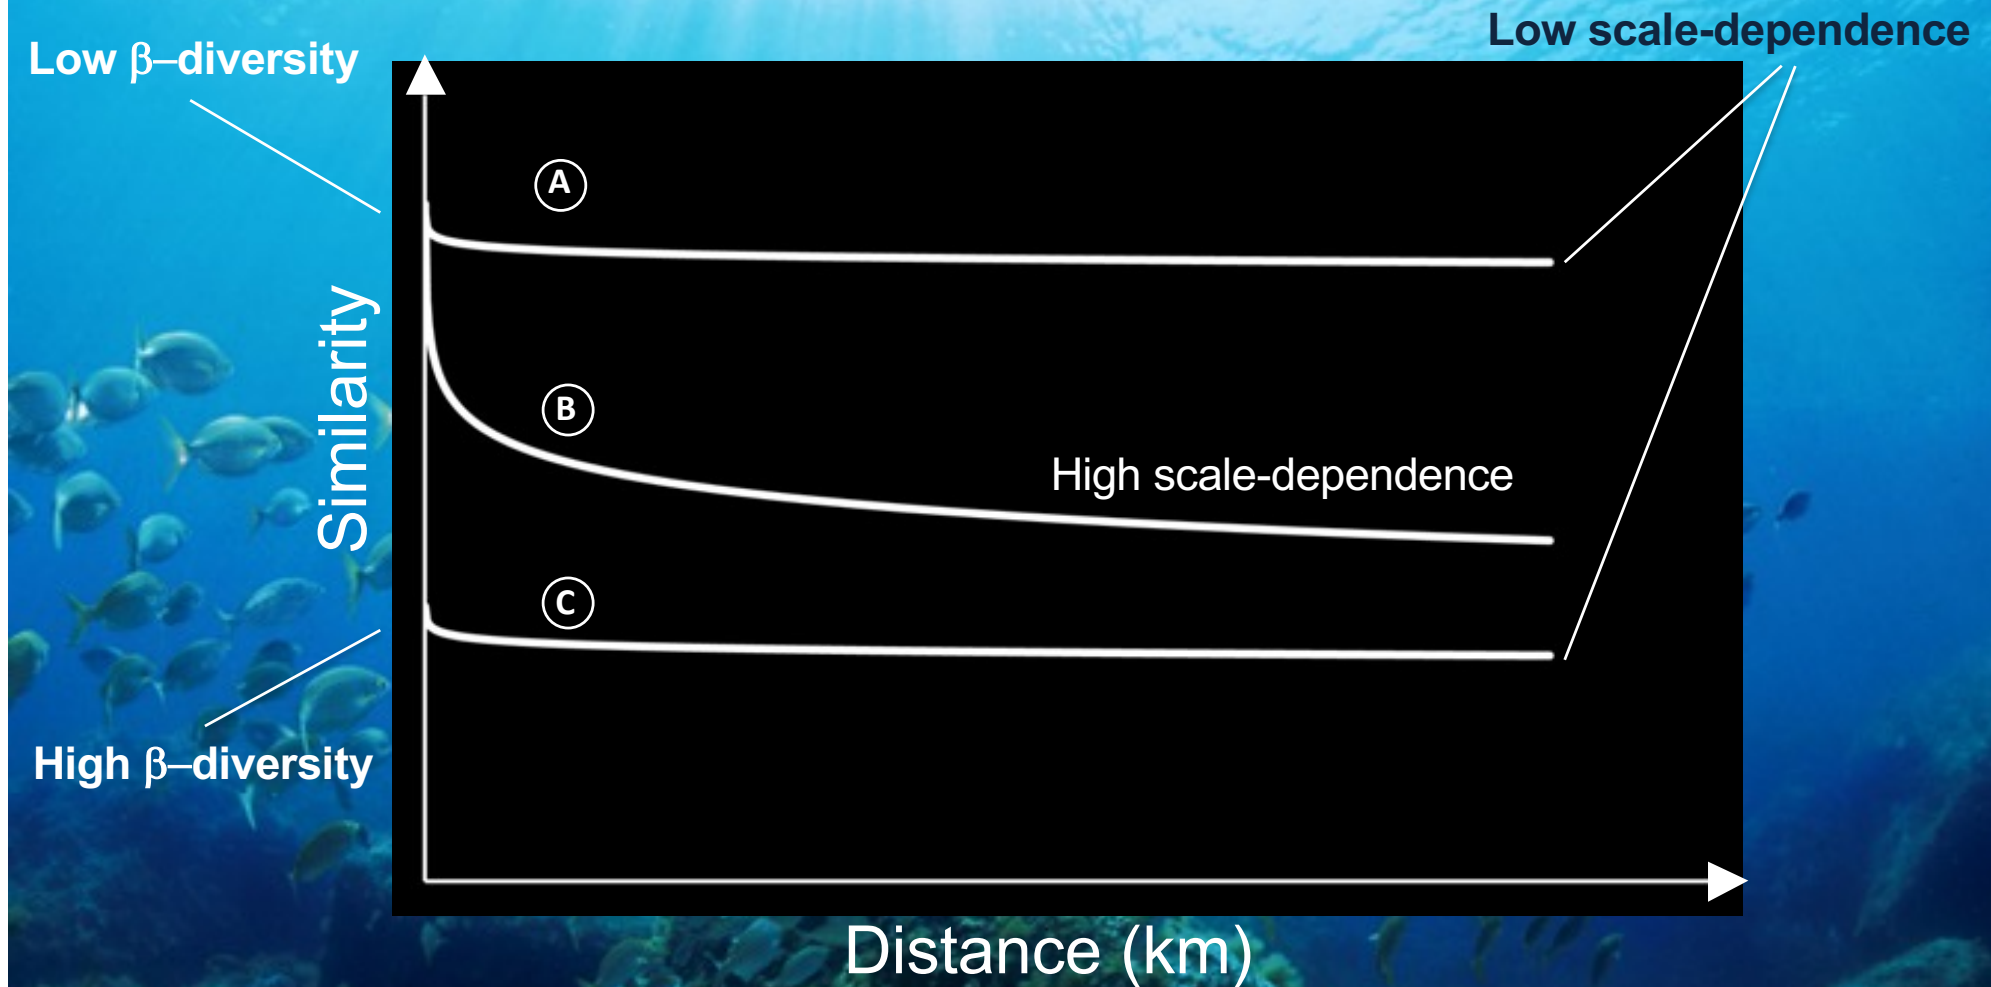 Low scale-dependence
Low β–diversity
A
Similarity
B
High scale-dependence
C
High β–diversity
Distance (km)